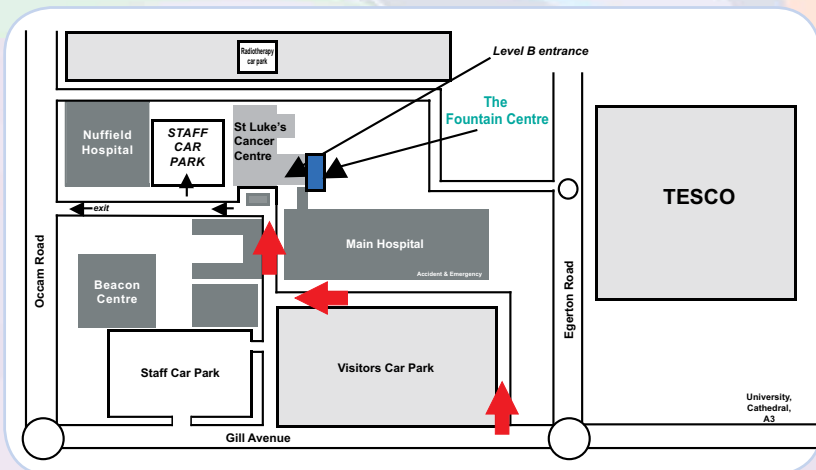 Radiotherapy
car park
Level B entrance
The
Fountain Centre
Nuffield
Hospital
STAFF
CAR
PARK
St Luke's
Cancer
Centre
TESCO
exit
Main Hospital
Accident & Emergency
Occam Road
Beacon
Centre
Egerton Road
Staff Car Park
Visitors Car Park
University,
Cathedral,
A3
Gill Avenue